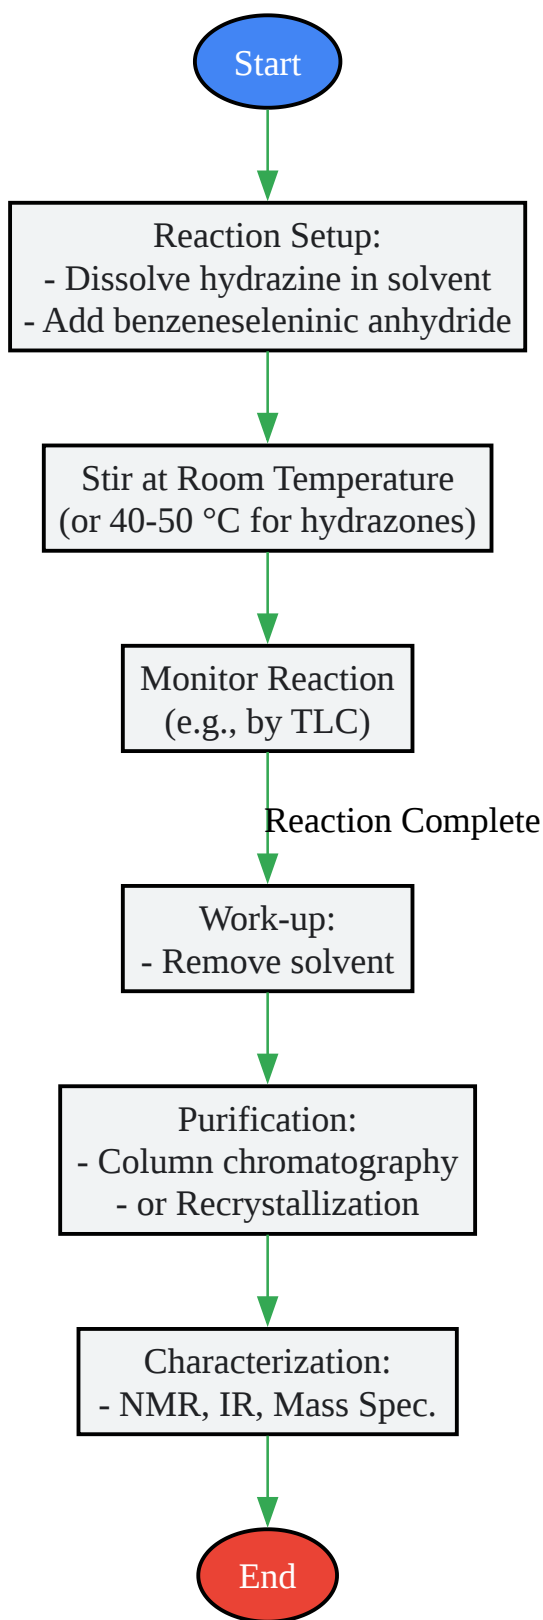 Start
Reaction Setup:
- Dissolve hydrazine in solvent
- Add benzeneseleninic anhydride
Stir at Room Temperature
(or 40-50 °C for hydrazones)
Monitor Reaction
(e.g., by TLC)
Reaction Complete
Work-up:
- Remove solvent
Purification:
- Column chromatography
- or Recrystallization
Characterization:
- NMR, IR, Mass Spec.
End